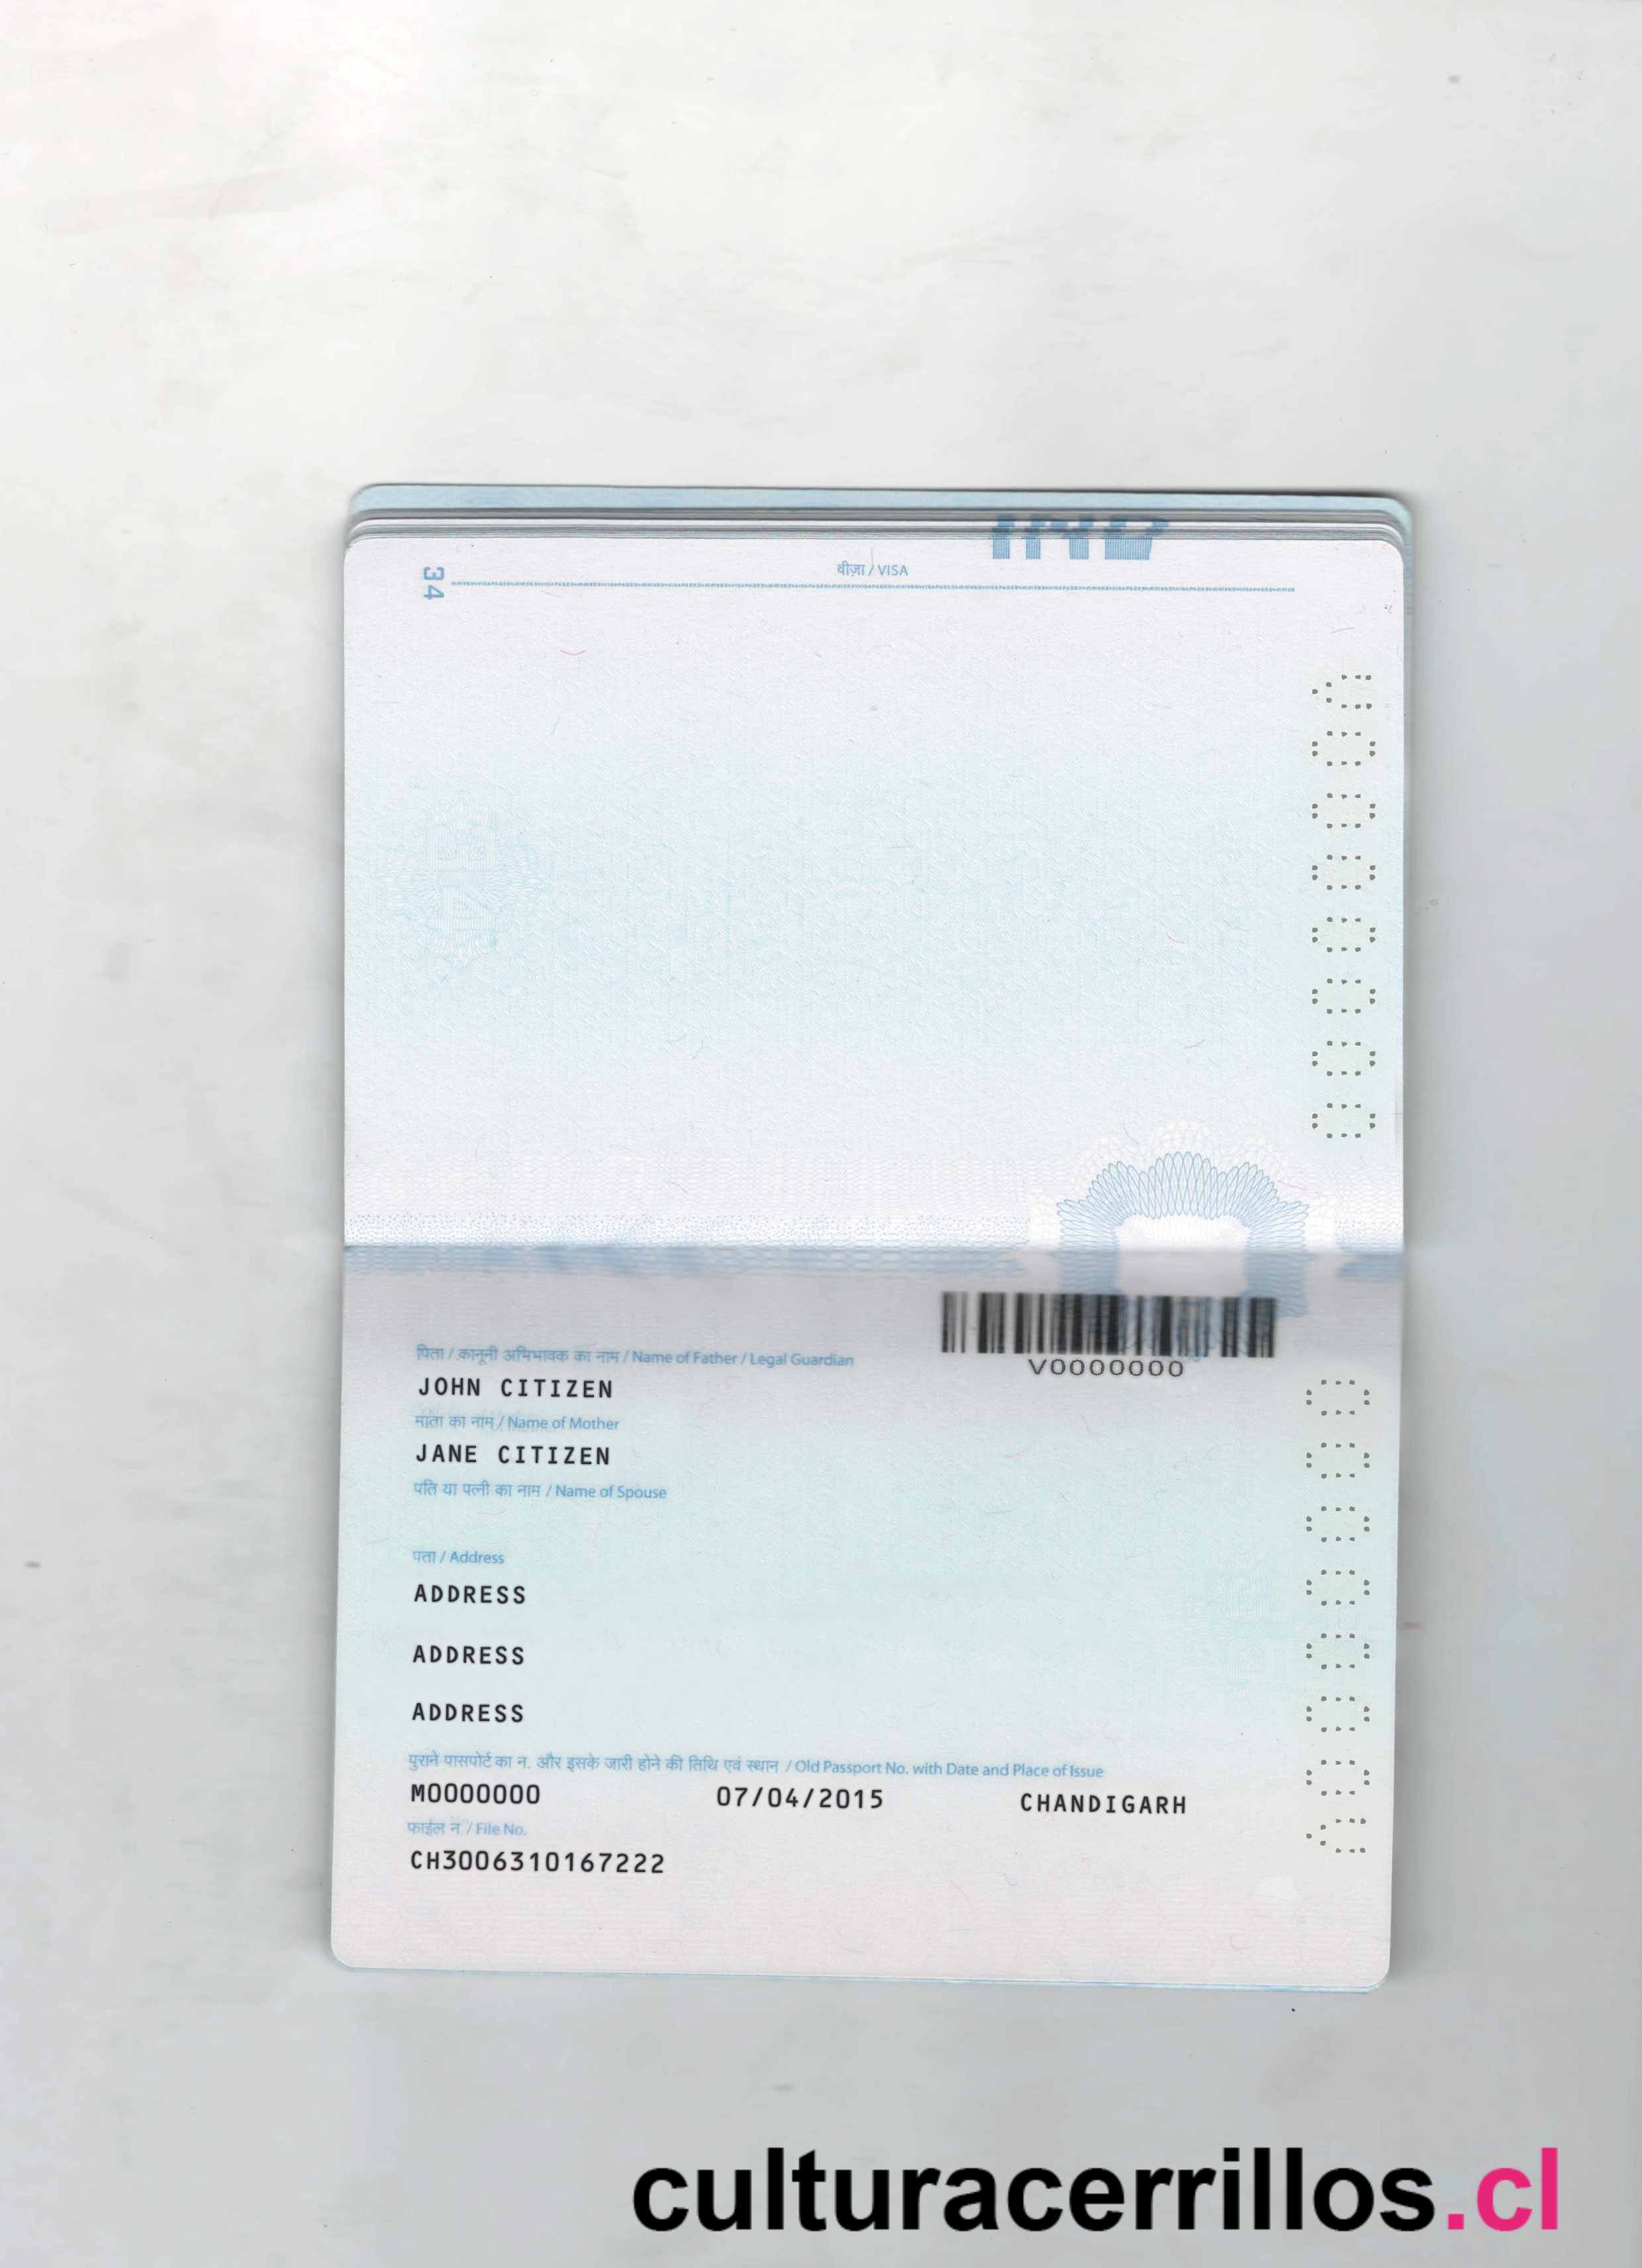 34
वीज़ा / VISA
V0000000
पिता / कानूनी अभिभावक का नाम / Name of Father / Legal Guardian
JOHN CITIZEN
माता का नाम / Name of Mother
JANE CITIZEN
पति या पत्नी का नाम / Name of Spouse
पता / Address
ADDRESS
ADDRESS
ADDRESS
पुराने पासपोर्ट का न. और इसके जारी होने की तिथि एवं स्थान / Old Passport No. with Date and Place of Issue
M0000000 07/04/2015 CHANDIGARH
फाईल न. / File No.
CH3006310167222
culturacerrillos.cl